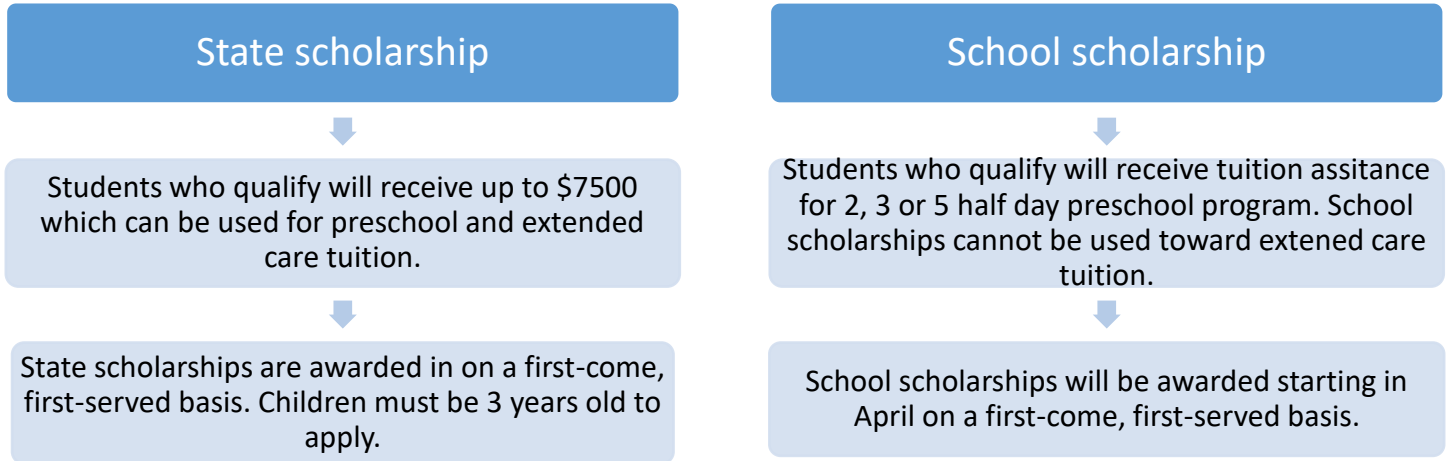 State scholarship
Students who qualify will receive up to $7500
which can be used for preschool and extended
care tuition.
State scholarships are awarded in on a first-come,
first-served basis. Children must be 3 years old to
apply.
School scholarship
Students who qualify will receive tuition assitance
for 2, 3 or 5 half day preschool program. School
scholarships cannot be used toward extened care
tuition.
School scholarships will be awarded starting in
April on a first-come, first-served basis.